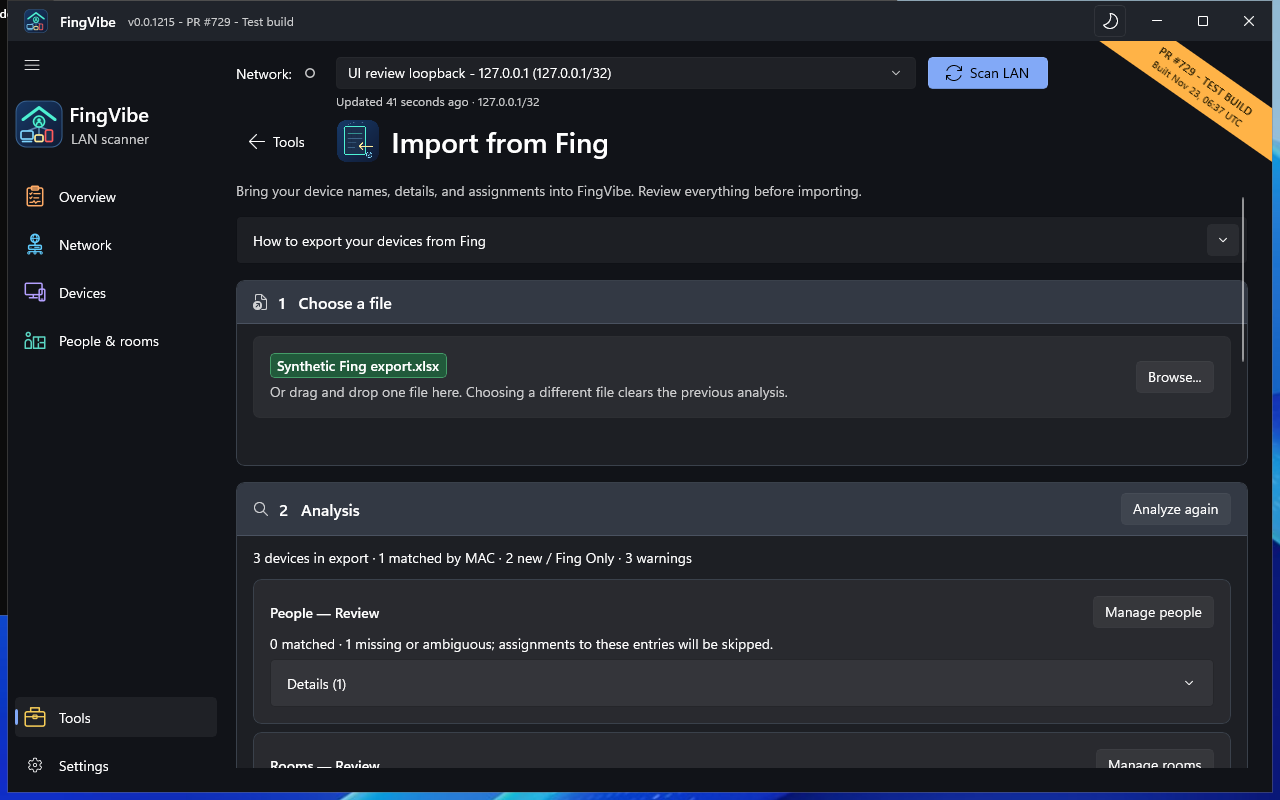 FingVibe v0.0.1215 - PR #729 - Test build
Network: UI review loopback - 127.0.0.1 (127.0.0.1/32) Scan LAN
Updated 41 seconds ago · 127.0.0.1/32
PR #729 - TEST BUILD
Built Nov 23, 06:37 UTC
FingVibe
LAN scanner
Overview
Network
Devices
People & rooms
Tools
Settings
Tools
Import from Fing
Bring your device names, details, and assignments into FingVibe. Review everything before importing.
How to export your devices from Fing
1 Choose a file
Synthetic Fing export.xlsx
Or drag and drop one file here. Choosing a different file clears the previous analysis.
Browse...
2 Analysis
Analyze again
3 devices in export · 1 matched by MAC · 2 new / Fing Only · 3 warnings
People — Review
Manage people
0 matched · 1 missing or ambiguous; assignments to these entries will be skipped.
Details (1)
Rooms — Review
Manage rooms